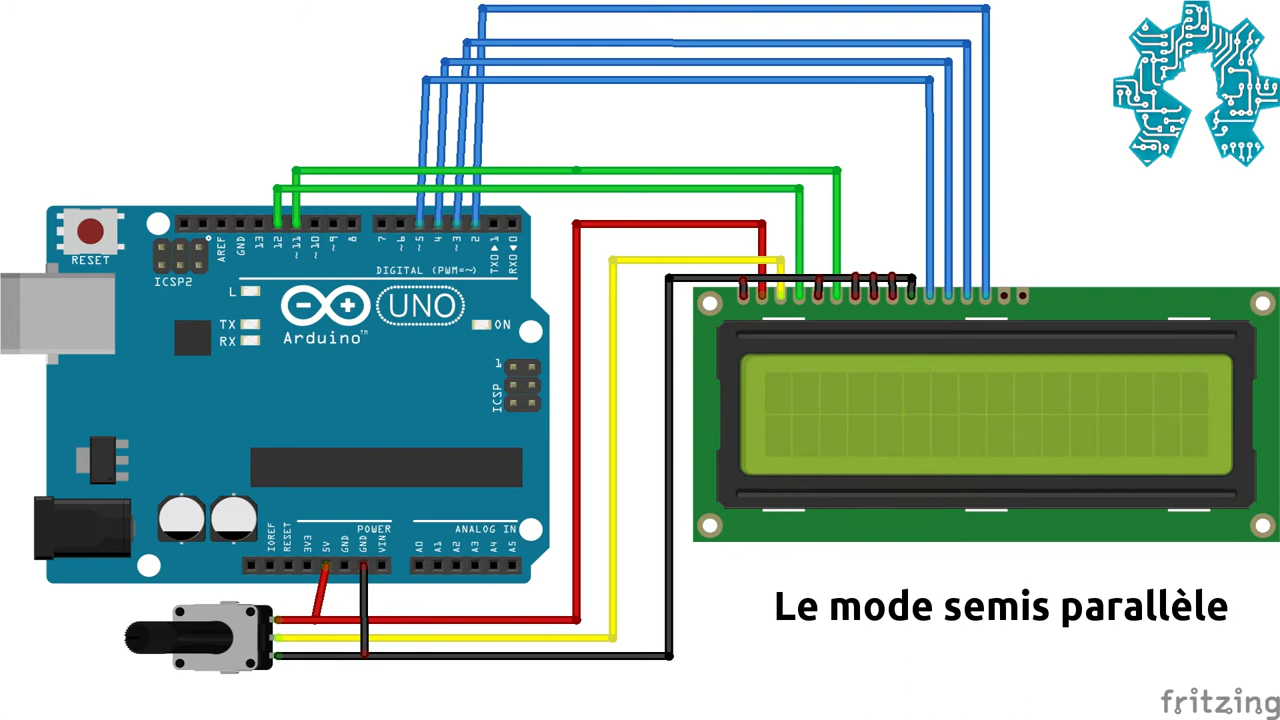 RESET
ICSP2
AREF
GND
13
12
~11
~10
~9
8
7
~6
~5
4
~3
2
TX0▶1
RX0◀0
DIGITAL (PWM=~)
L
TX
RX
UNO
ON
Arduino™
1
ICSP
IOREF
RESET
3V3
5V
GND
GND
VIN
POWER
ANALOG IN
A0
A1
A2
A3
A4
A5
Le mode semis parallèle
fritzing